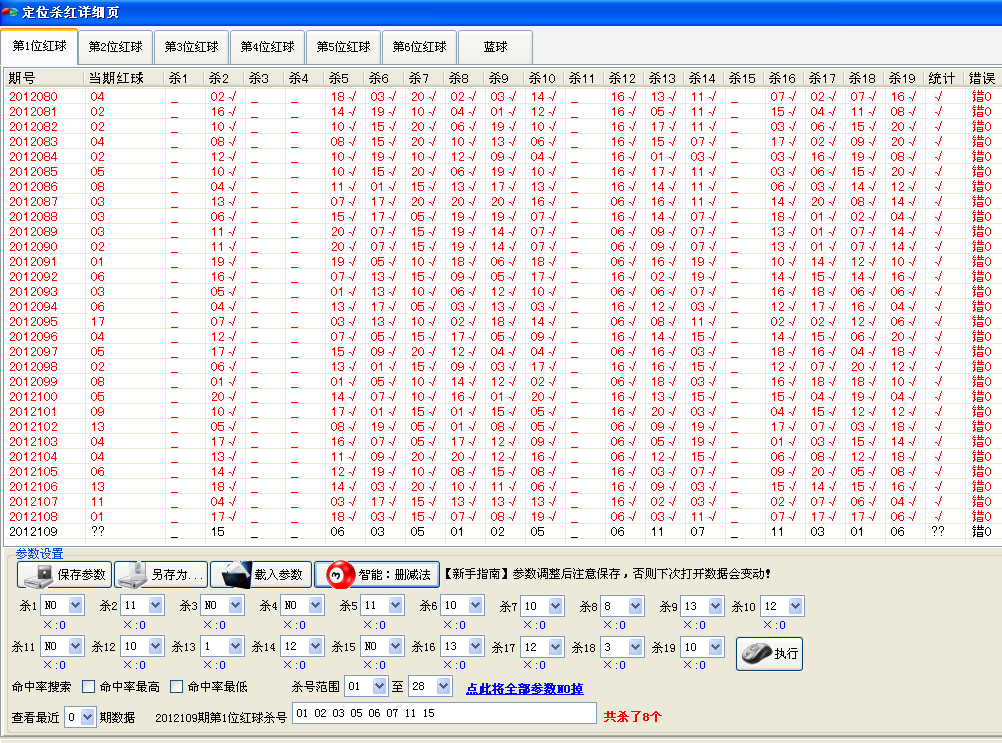 定位杀红详细页
第1位红球 第2位红球 第3位红球 第4位红球 第5位红球 第6位红球 蓝球
期号 当期红球 杀1 杀2 杀3 杀4 杀5 杀6 杀7 杀8 杀9 杀10 杀11 杀12 杀13 杀14 杀15 杀16 杀17 杀18 杀19 统计 错误
2012080 04 _ 02 √ _ _ 18 √ 03 √ 20 √ 02 √ 03 √ 14 √ _ 16 √ 13 √ 11 √ _ 07 √ 02 √ 07 √ 16 √ √ 错0
2012081 02 _ 16 √ _ _ 14 √ 19 √ 10 √ 04 √ 01 √ 12 √ _ 16 √ 05 √ 11 √ _ 15 √ 04 √ 11 √ 08 √ √ 错0
2012082 02 _ 10 √ _ _ 10 √ 15 √ 20 √ 06 √ 19 √ 10 √ _ 16 √ 17 √ 11 √ _ 03 √ 06 √ 15 √ 20 √ √ 错0
2012083 04 _ 08 √ _ _ 08 √ 15 √ 20 √ 10 √ 13 √ 06 √ _ 16 √ 15 √ 07 √ _ 17 √ 02 √ 09 √ 20 √ √ 错0
2012084 02 _ 12 √ _ _ 10 √ 19 √ 10 √ 12 √ 09 √ 04 √ _ 16 √ 01 √ 03 √ _ 03 √ 16 √ 19 √ 08 √ √ 错0
2012085 05 _ 10 √ _ _ 10 √ 15 √ 20 √ 06 √ 19 √ 10 √ _ 16 √ 17 √ 11 √ _ 03 √ 06 √ 15 √ 20 √ √ 错0
2012086 08 _ 04 √ _ _ 11 √ 01 √ 15 √ 13 √ 17 √ 13 √ _ 16 √ 14 √ 11 √ _ 06 √ 03 √ 14 √ 12 √ √ 错0
2012087 03 _ 13 √ _ _ 07 √ 17 √ 20 √ 20 √ 20 √ 16 √ _ 06 √ 16 √ 11 √ _ 14 √ 20 √ 08 √ 14 √ √ 错0
2012088 03 _ 06 √ _ _ 15 √ 17 √ 05 √ 19 √ 19 √ 07 √ _ 16 √ 14 √ 07 √ _ 18 √ 01 √ 02 √ 04 √ √ 错0
2012089 03 _ 11 √ _ _ 20 √ 07 √ 15 √ 19 √ 14 √ 07 √ _ 06 √ 09 √ 07 √ _ 13 √ 01 √ 07 √ 14 √ √ 错0
2012090 02 _ 11 √ _ _ 20 √ 07 √ 15 √ 19 √ 14 √ 07 √ _ 06 √ 09 √ 07 √ _ 13 √ 01 √ 07 √ 14 √ √ 错0
2012091 01 _ 19 √ _ _ 19 √ 05 √ 10 √ 18 √ 06 √ 18 √ _ 06 √ 16 √ 19 √ _ 10 √ 14 √ 12 √ 10 √ √ 错0
2012092 06 _ 16 √ _ _ 07 √ 13 √ 15 √ 09 √ 05 √ 17 √ _ 16 √ 02 √ 19 √ _ 14 √ 15 √ 14 √ 16 √ √ 错0
2012093 03 _ 05 √ _ _ 01 √ 13 √ 10 √ 06 √ 12 √ 10 √ _ 06 √ 06 √ 07 √ _ 16 √ 18 √ 06 √ 06 √ √ 错0
2012094 06 _ 04 √ _ _ 13 √ 17 √ 05 √ 03 √ 13 √ 03 √ _ 16 √ 12 √ 03 √ _ 12 √ 17 √ 16 √ 04 √ √ 错0
2012095 17 _ 07 √ _ _ 03 √ 13 √ 10 √ 02 √ 18 √ 14 √ _ 06 √ 08 √ 11 √ _ 02 √ 02 √ 12 √ 06 √ √ 错0
2012096 04 _ 12 √ _ _ 07 √ 05 √ 15 √ 17 √ 05 √ 09 √ _ 16 √ 14 √ 15 √ _ 14 √ 15 √ 06 √ 20 √ √ 错0
2012097 05 _ 17 √ _ _ 15 √ 09 √ 20 √ 12 √ 04 √ 04 √ _ 06 √ 16 √ 03 √ _ 18 √ 16 √ 04 √ 18 √ √ 错0
2012098 02 _ 06 √ _ _ 13 √ 01 √ 15 √ 09 √ 03 √ 17 √ _ 16 √ 16 √ 15 √ _ 12 √ 07 √ 20 √ 12 √ √ 错0
2012099 08 _ 01 √ _ _ 01 √ 05 √ 10 √ 14 √ 12 √ 02 √ _ 06 √ 18 √ 03 √ _ 16 √ 18 √ 18 √ 10 √ √ 错0
2012100 05 _ 20 √ _ _ 14 √ 07 √ 10 √ 16 √ 01 √ 20 √ _ 16 √ 13 √ 15 √ _ 15 √ 04 √ 19 √ 04 √ √ 错0
2012101 09 _ 10 √ _ _ 17 √ 01 √ 15 √ 01 √ 15 √ 05 √ _ 16 √ 20 √ 03 √ _ 04 √ 15 √ 12 √ 12 √ √ 错0
2012102 13 _ 05 √ _ _ 08 √ 19 √ 05 √ 01 √ 08 √ 05 √ _ 06 √ 09 √ 19 √ _ 17 √ 07 √ 03 √ 18 √ √ 错0
2012103 04 _ 17 √ _ _ 16 √ 07 √ 05 √ 17 √ 12 √ 09 √ _ 06 √ 05 √ 19 √ _ 01 √ 03 √ 15 √ 14 √ √ 错0
2012104 04 _ 13 √ _ _ 11 √ 09 √ 20 √ 20 √ 12 √ 16 √ _ 06 √ 12 √ 15 √ _ 06 √ 08 √ 12 √ 18 √ √ 错0
2012105 06 _ 14 √ _ _ 12 √ 19 √ 10 √ 08 √ 15 √ 08 √ _ 16 √ 03 √ 07 √ _ 09 √ 20 √ 05 √ 08 √ √ 错0
2012106 13 _ 18 √ _ _ 14 √ 03 √ 20 √ 10 √ 11 √ 06 √ _ 16 √ 09 √ 03 √ _ 15 √ 14 √ 15 √ 16 √ √ 错0
2012107 11 _ 04 √ _ _ 03 √ 17 √ 15 √ 13 √ 13 √ 13 √ _ 16 √ 02 √ 03 √ _ 02 √ 07 √ 06 √ 04 √ √ 错0
2012108 01 _ 17 √ _ _ 18 √ 03 √ 15 √ 07 √ 08 √ 19 √ _ 06 √ 03 √ 11 √ _ 07 √ 17 √ 17 √ 06 √ √ 错0
2012109 ?? _ 15 _ _ 06 03 05 01 02 05 _ 06 11 07 _ 11 03 01 06 ?? 错0
参数设置
保存参数 另存为... 载入参数 智能：删减法 【新手指南】参数调整后注意保存，否则下次打开数据会变动!
杀1 NO 杀2 11 杀3 NO 杀4 NO 杀5 11 杀6 10 杀7 10 杀8 8 杀9 13 杀10 12
×:0 ×:0 ×:0 ×:0 ×:0 ×:0 ×:0 ×:0 ×:0 ×:0
杀11 NO 杀12 10 杀13 1 杀14 12 杀15 NO 杀16 13 杀17 12 杀18 3 杀19 10 执行
×:0 ×:0 ×:0 ×:0 ×:0 ×:0 ×:0 ×:0 ×:0
命中率搜索 命中率最高 命中率最低 杀号范围 01 至 28 点此将全部参数NO掉
查看最近 0 期数据 2012109期第1位红球杀号 01 02 03 05 06 07 11 15 共杀了8个